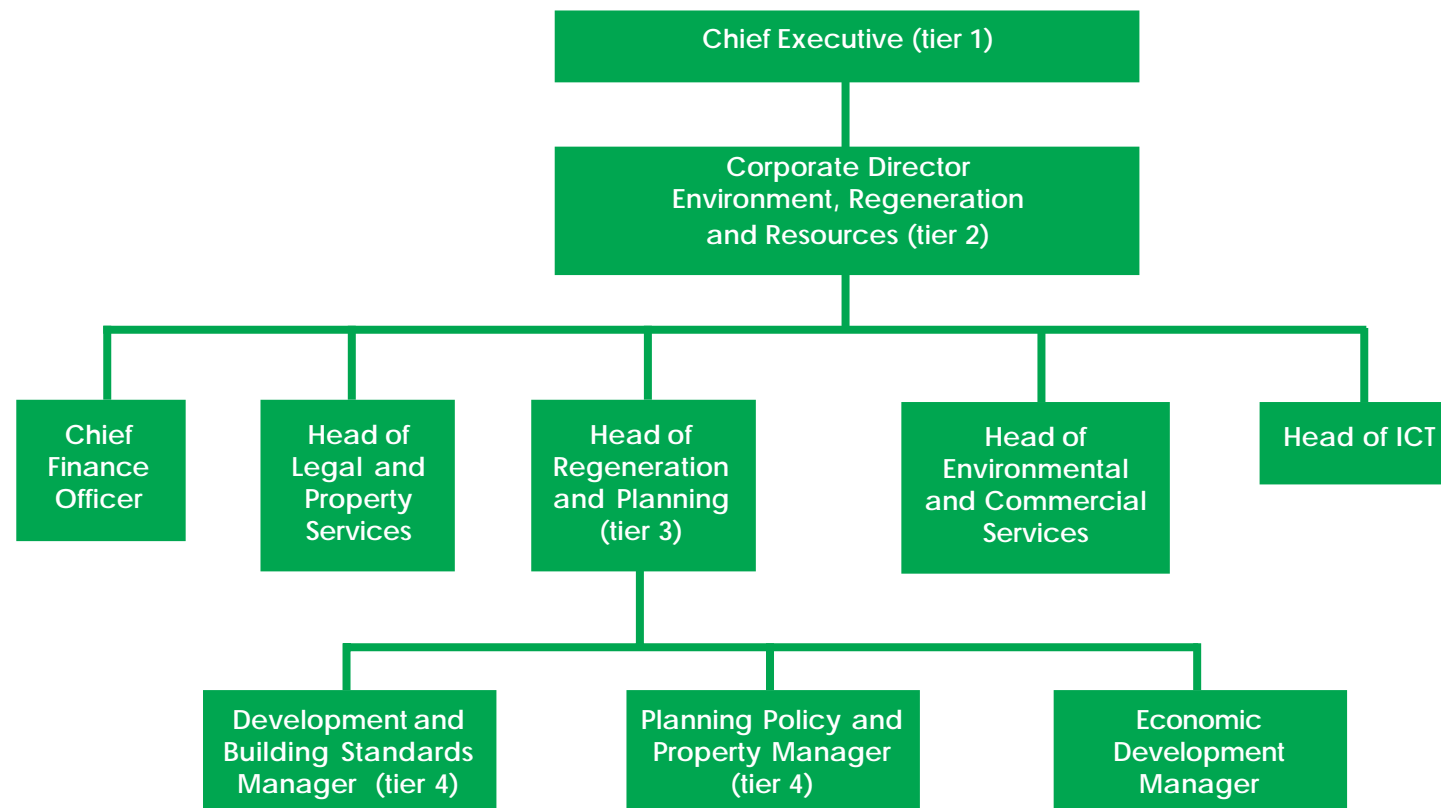 Chief Executive (tier 1)
Corporate Director
Environment, Regeneration
and Resources (tier 2)
Chief
Finance
Officer
Head of
Legal and
Property
Services
Head of
Regeneration
and Planning
(tier 3)
Head of
Environmental
and Commercial
Services
Head of ICT
Development and
Building Standards
Manager (tier 4)
Planning Policy and
Property Manager
(tier 4)
Economic
Development
Manager